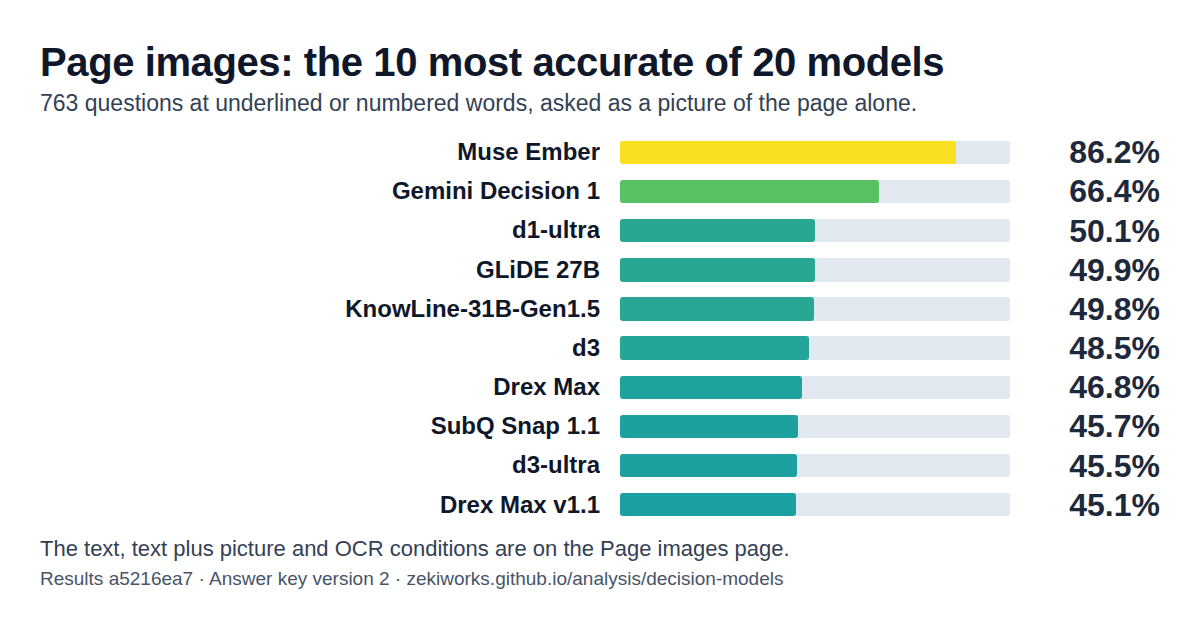 Page images: the 10 most accurate of 20 models
763 questions at underlined or numbered words, asked as a picture of the page alone.
Muse Ember 86.2%
Gemini Decision 1 66.4%
d1-ultra 50.1%
GLiDE 27B 49.9%
KnowLine-31B-Gen1.5 49.8%
d3 48.5%
Drex Max 46.8%
SubQ Snap 1.1 45.7%
d3-ultra 45.5%
Drex Max v1.1 45.1%
The text, text plus picture and OCR conditions are on the Page images page.
Results a5216ea7 · Answer key version 2 · zekiworks.github.io/analysis/decision-models